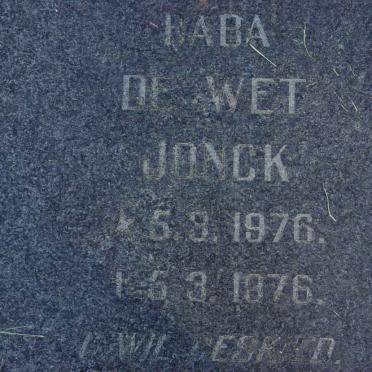 BABA
DE WET
JONCK
* 5.3.1976.
† 5.3.1976.
U WIL GESKIED.